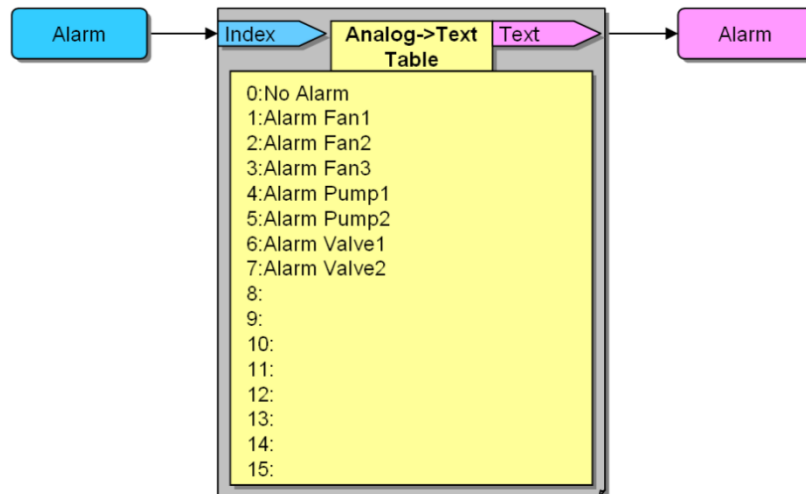 Alarm
Index
Analog->Text
Table
Text
Alarm
0:No Alarm
1:Alarm Fan1
2:Alarm Fan2
3:Alarm Fan3
4:Alarm Pump1
5:Alarm Pump2
6:Alarm Valve1
7:Alarm Valve2
8:
9:
10:
11:
12:
13:
14:
15: